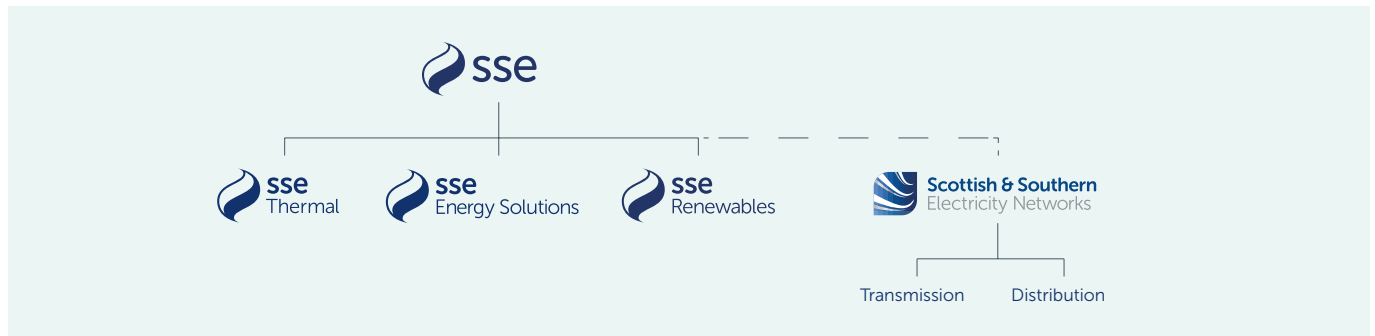 sse
sse
Thermal
sse
Energy Solutions
sse
Renewables
Scottish & Southern
Electricity Networks
Transmission
Distribution